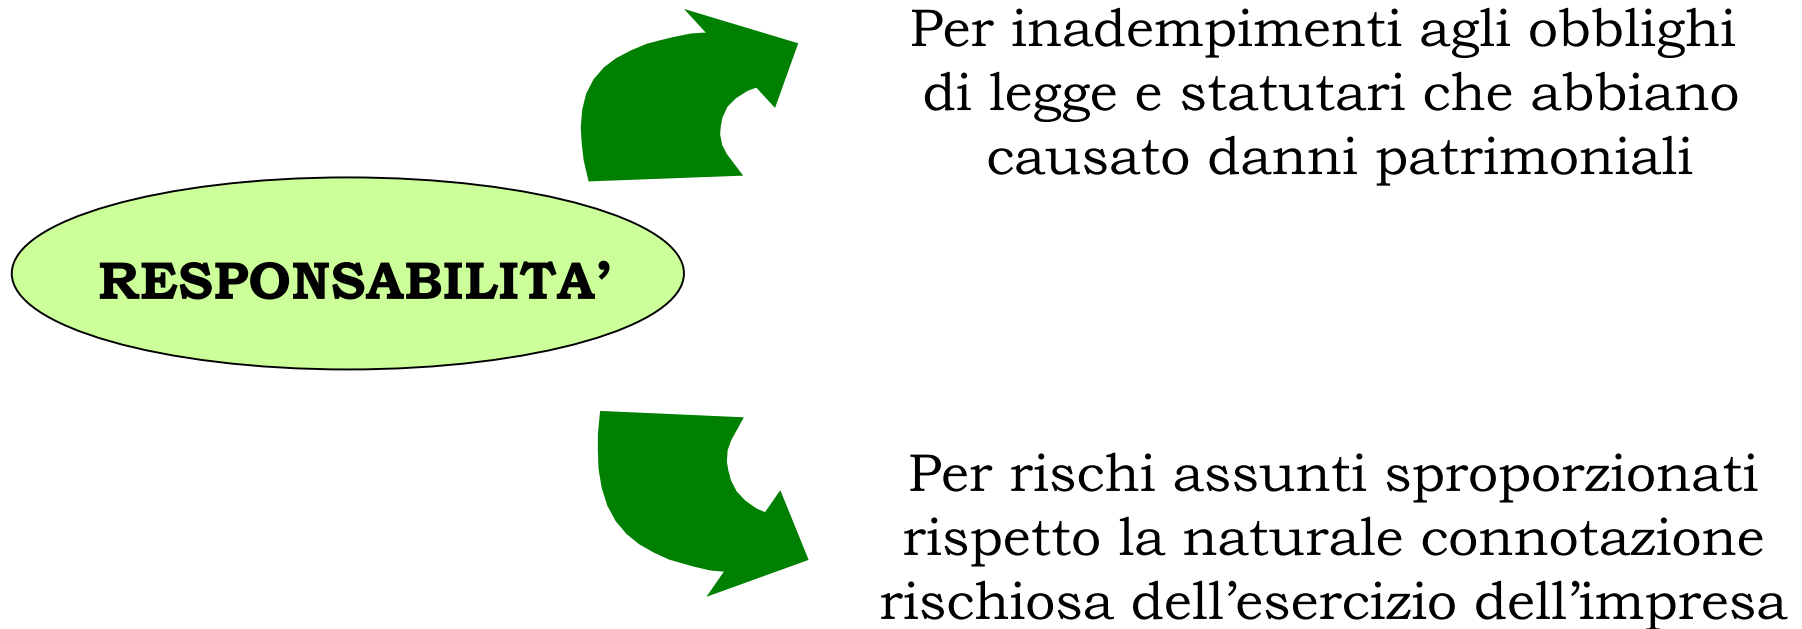 Per inadempimenti agli obblighi
di legge e statutari che abbiano
causato danni patrimoniali
RESPONSABILITA’
Per rischi assunti sproporzionati
rispetto la naturale connotazione
rischiosa dell’esercizio dell’impresa